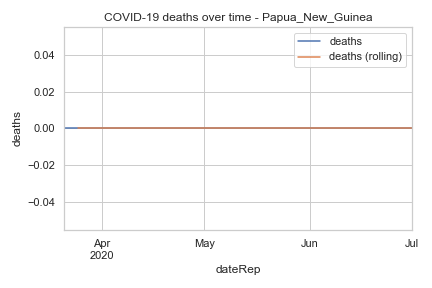 COVID-19 deaths over time - Papua_New_Guinea
deaths
deaths (rolling)
0.04
0.02
0.00
−0.02
−0.04
deaths
Apr
2020
May
Jun
Jul
dateRep